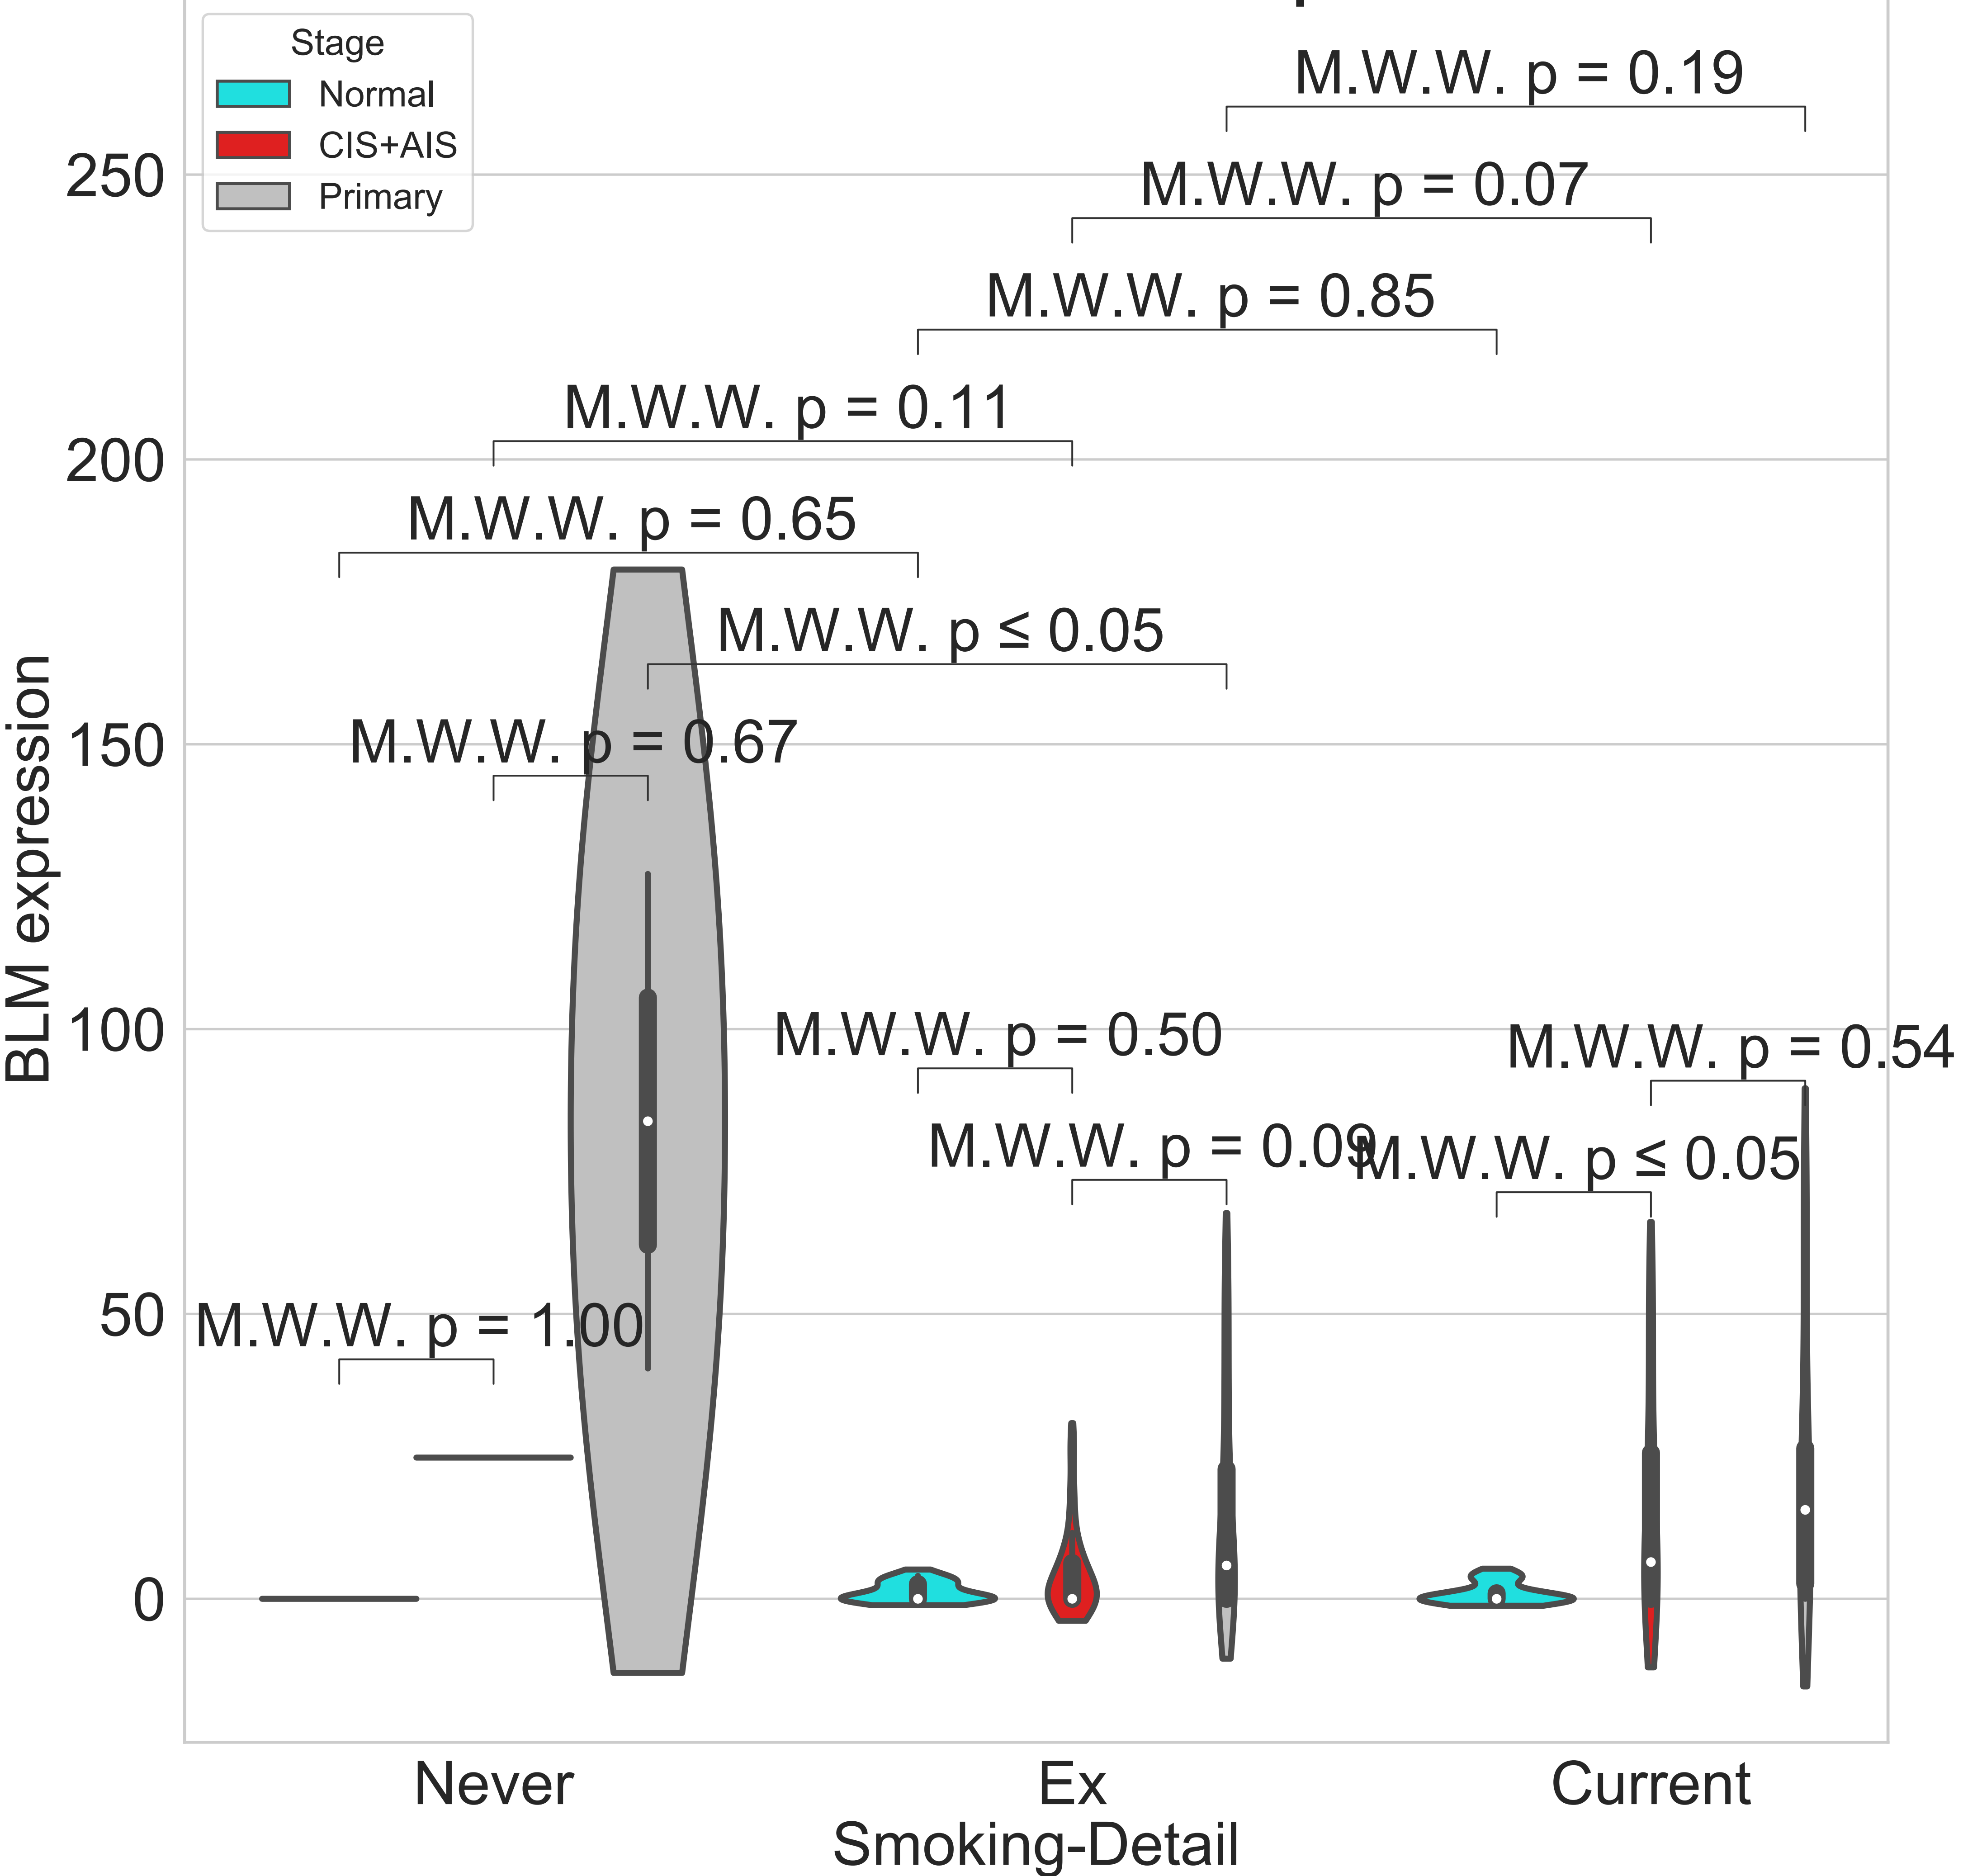 Stage
Normal
CIS+AIS
Primary
M.W.W. p = 0.19
M.W.W. p = 0.07
M.W.W. p = 0.85
M.W.W. p = 0.11
M.W.W. p = 0.65
M.W.W. p ≤ 0.05
M.W.W. p = 0.67
M.W.W. p = 0.50
M.W.W. p = 0.54
M.W.W. p = 0.09
M.W.W. p ≤ 0.05
M.W.W. p = 1.00
250
200
150
100
50
0
BLM expression
Never
Ex
Current
Smoking-Detail